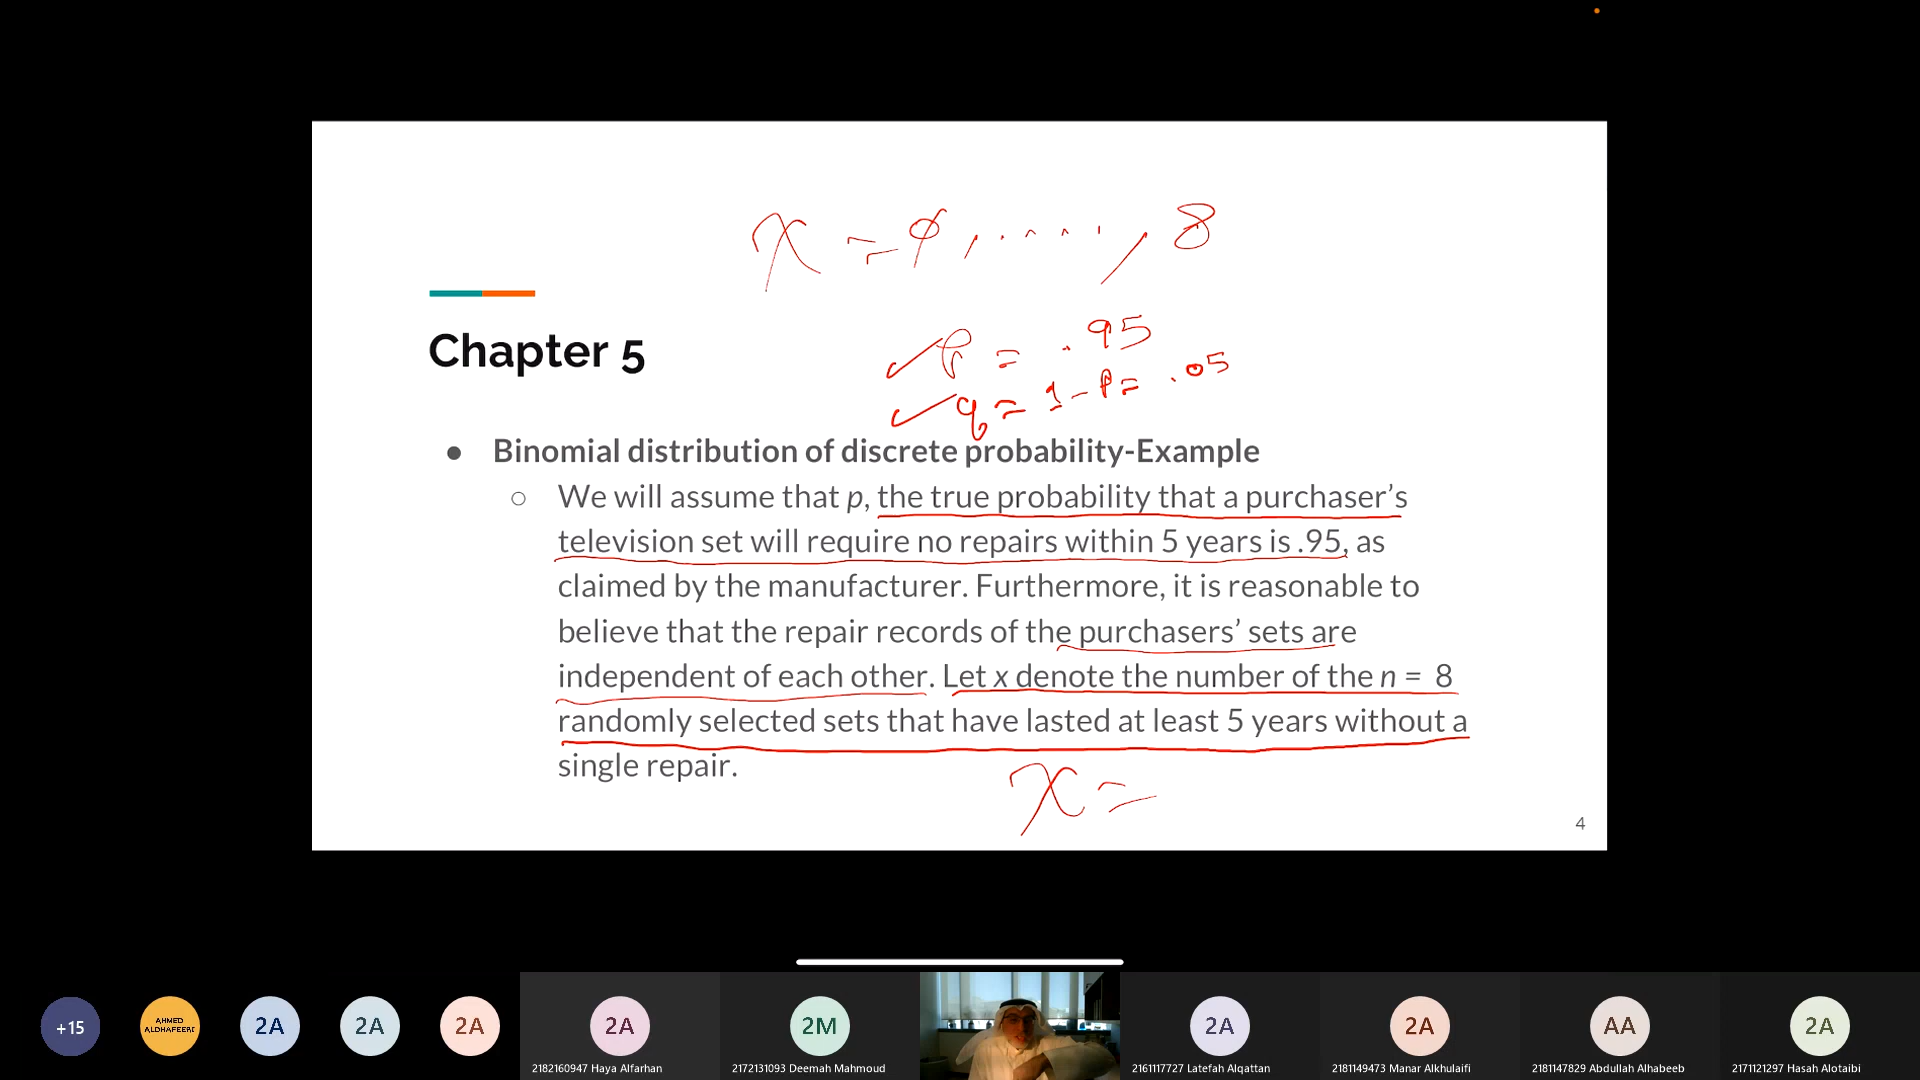 x = 0, ....., 8
Chapter 5
p = .95
q = 1 - p = .05
● Binomial distribution of discrete probability-Example
○ We will assume that p, the true probability that a purchaser’s
television set will require no repairs within 5 years is .95, as
claimed by the manufacturer. Furthermore, it is reasonable to
believe that the repair records of the purchasers’ sets are
independent of each other. Let x denote the number of the n = 8
randomly selected sets that have lasted at least 5 years without a
single repair.
x =
4
+15
AHMED ALDHAFEERI
2A
2A
2A
2A
2182160947 Haya Alfarhan
2M
2172131093 Deemah Mahmoud
2A
2161117727 Latefah Alqattan
2A
2181149473 Manar Alkhulaifi
AA
2181147829 Abdullah Alhabeeb
2A
2171121297 Hasah Alotaibi